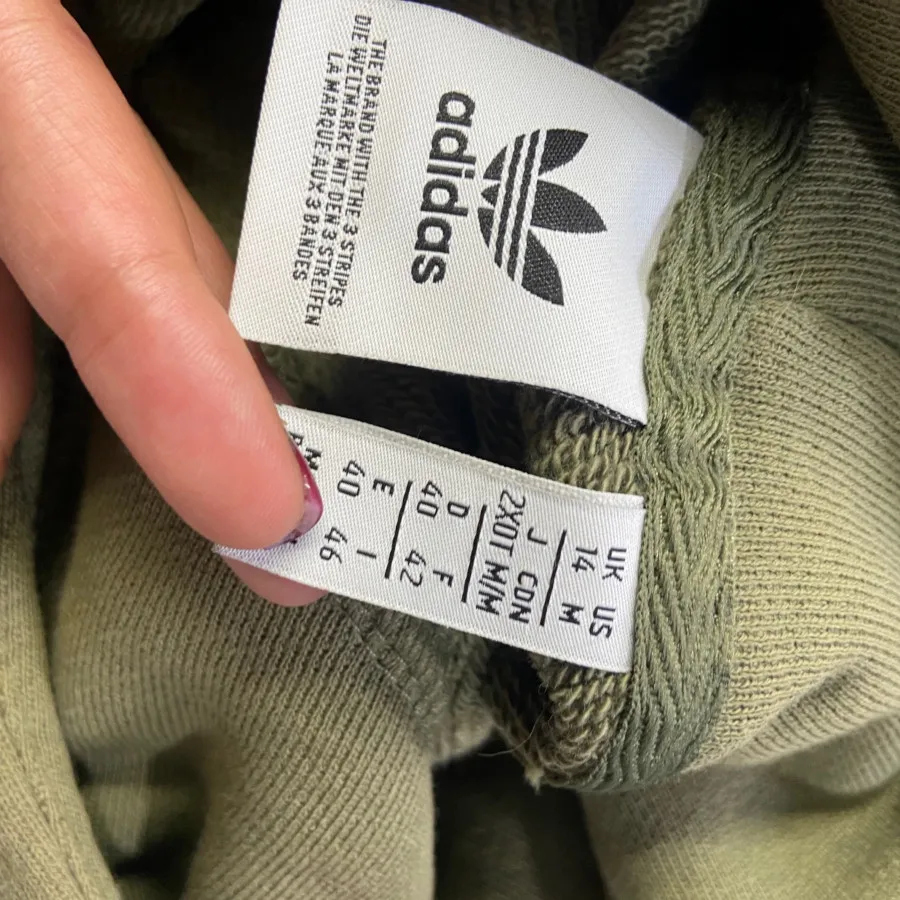 adidas
THE BRAND WITH THE 3 STRIPES
DIE WELTMARKE MIT DEN 3 STREIFEN
LA MARQUE AUX 3 BANDES
UK US
14 M
J CDN
2XOT M/M
D F
40 42
E I
40 46
M